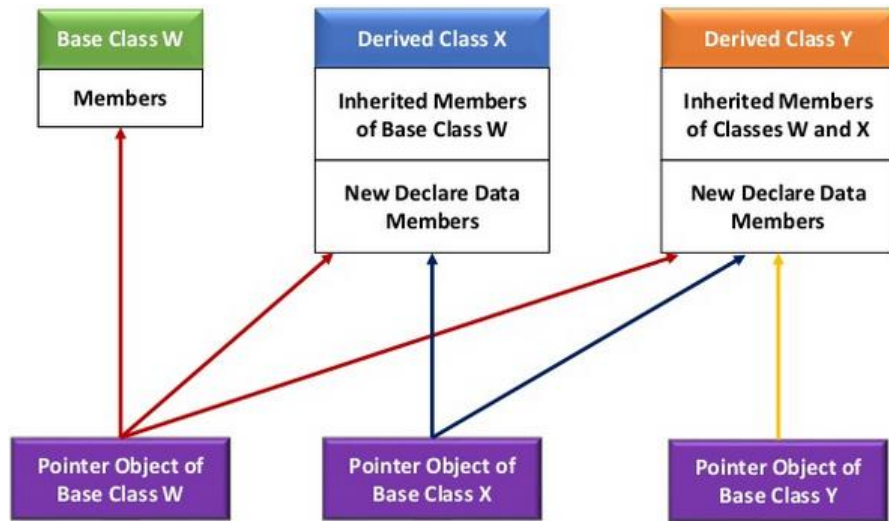 Base Class W
Members
Derived Class X
Inherited Members
of Base Class W
New Declare Data
Members
Derived Class Y
Inherited Members
of Classes W and X
New Declare Data
Members
Pointer Object of
Base Class W
Pointer Object of
Base Class X
Pointer Object of
Base Class Y